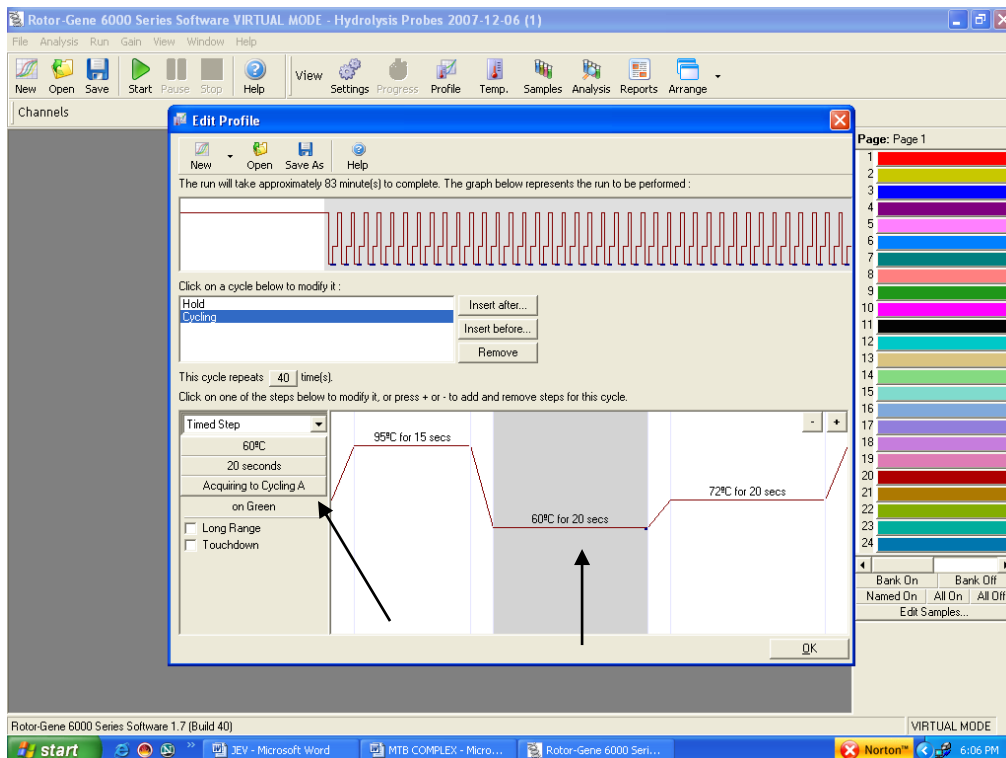 Rotor-Gene 6000 Series Software VIRTUAL MODE - Hydrolysis Probes 2007-12-06 (1)
File Analysis Run Gain View Window Help
New Open Save Start Pause Stop Help View Settings Progress Profile Temp. Samples Analysis Reports Arrange
Channels
Edit Profile
New Open Save As Help
The run will take approximately 83 minute(s) to complete. The graph below represents the run to be performed :
Click on a cycle below to modify it :
Hold
Cycling
Insert after...
Insert before...
Remove
This cycle repeats 40 time(s).
Click on one of the steps below to modify it, or press + or - to add and remove steps for this cycle.
Timed Step
60ºC
20 seconds
Acquiring to Cycling A
on Green
Long Range
Touchdown
95ºC for 15 secs
60ºC for 20 secs
72ºC for 20 secs
- +
OK
Page: Page 1
1
2
3
4
5
6
7
8
9
10
11
12
13
14
15
16
17
18
19
20
21
22
23
24
Bank On Bank Off
Named On All On All Off
Edit Samples...
Rotor-Gene 6000 Series Software 1.7 (Build 40) VIRTUAL MODE
start JEV - Microsoft Word MTB COMPLEX - Micro... Rotor-Gene 6000 Seri... Norton™ 6:06 PM